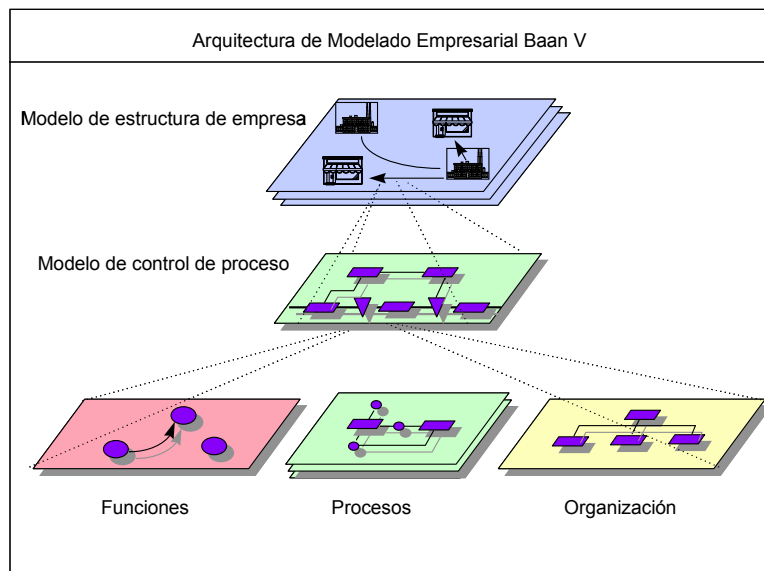 Arquitectura de Modelado Empresarial Baan V
Modelo de estructura de empresa
Modelo de control de proceso
Funciones
Procesos
Organización